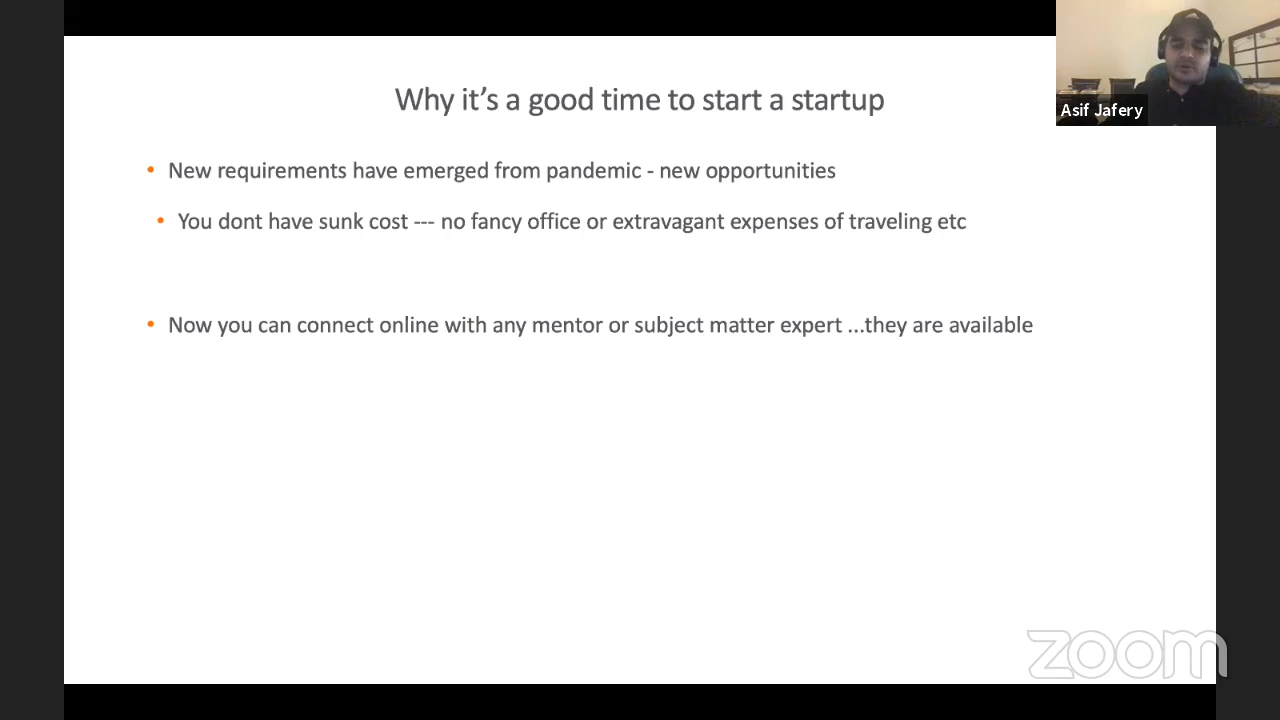 Why it’s a good time to start a startup
Asif Jafery
• New requirements have emerged from pandemic - new opportunities
• You dont have sunk cost --- no fancy office or extravagant expenses of traveling etc
• Now you can connect online with any mentor or subject matter expert ...they are available
zoom